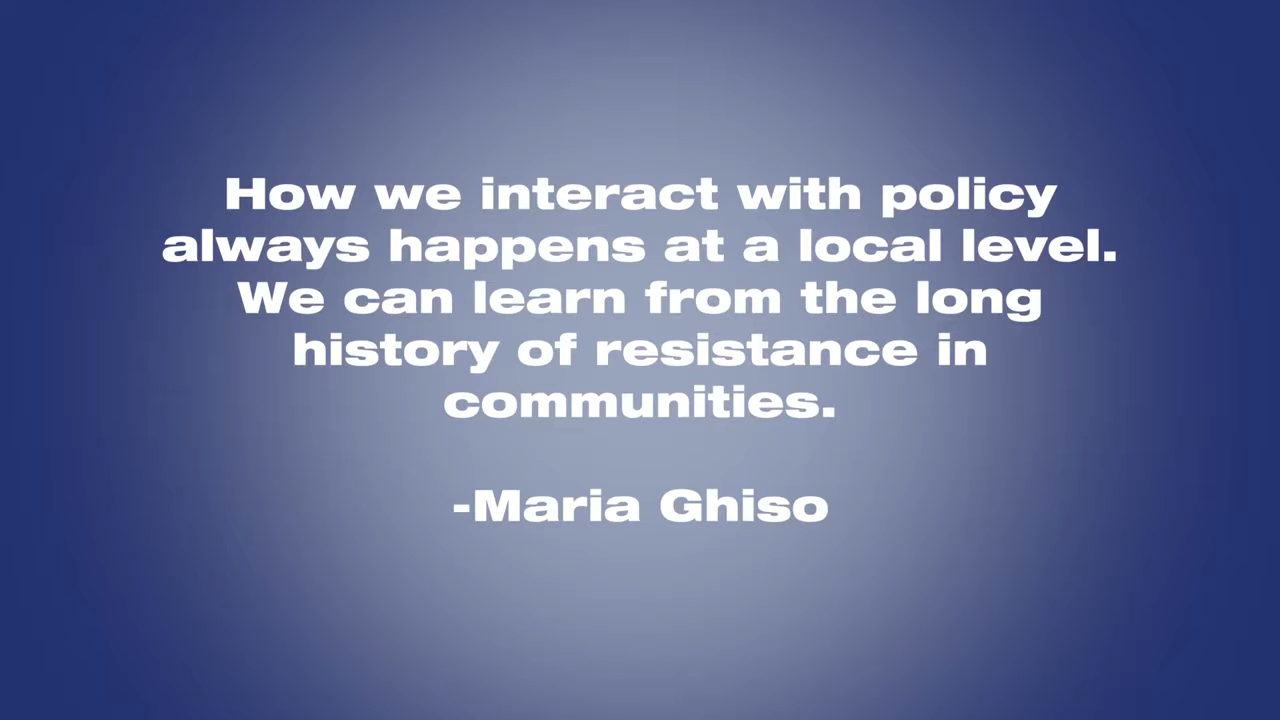 How we interact with policy
always happens at a local level.
We can learn from the long
history of resistance in
communities.
-Maria Ghiso